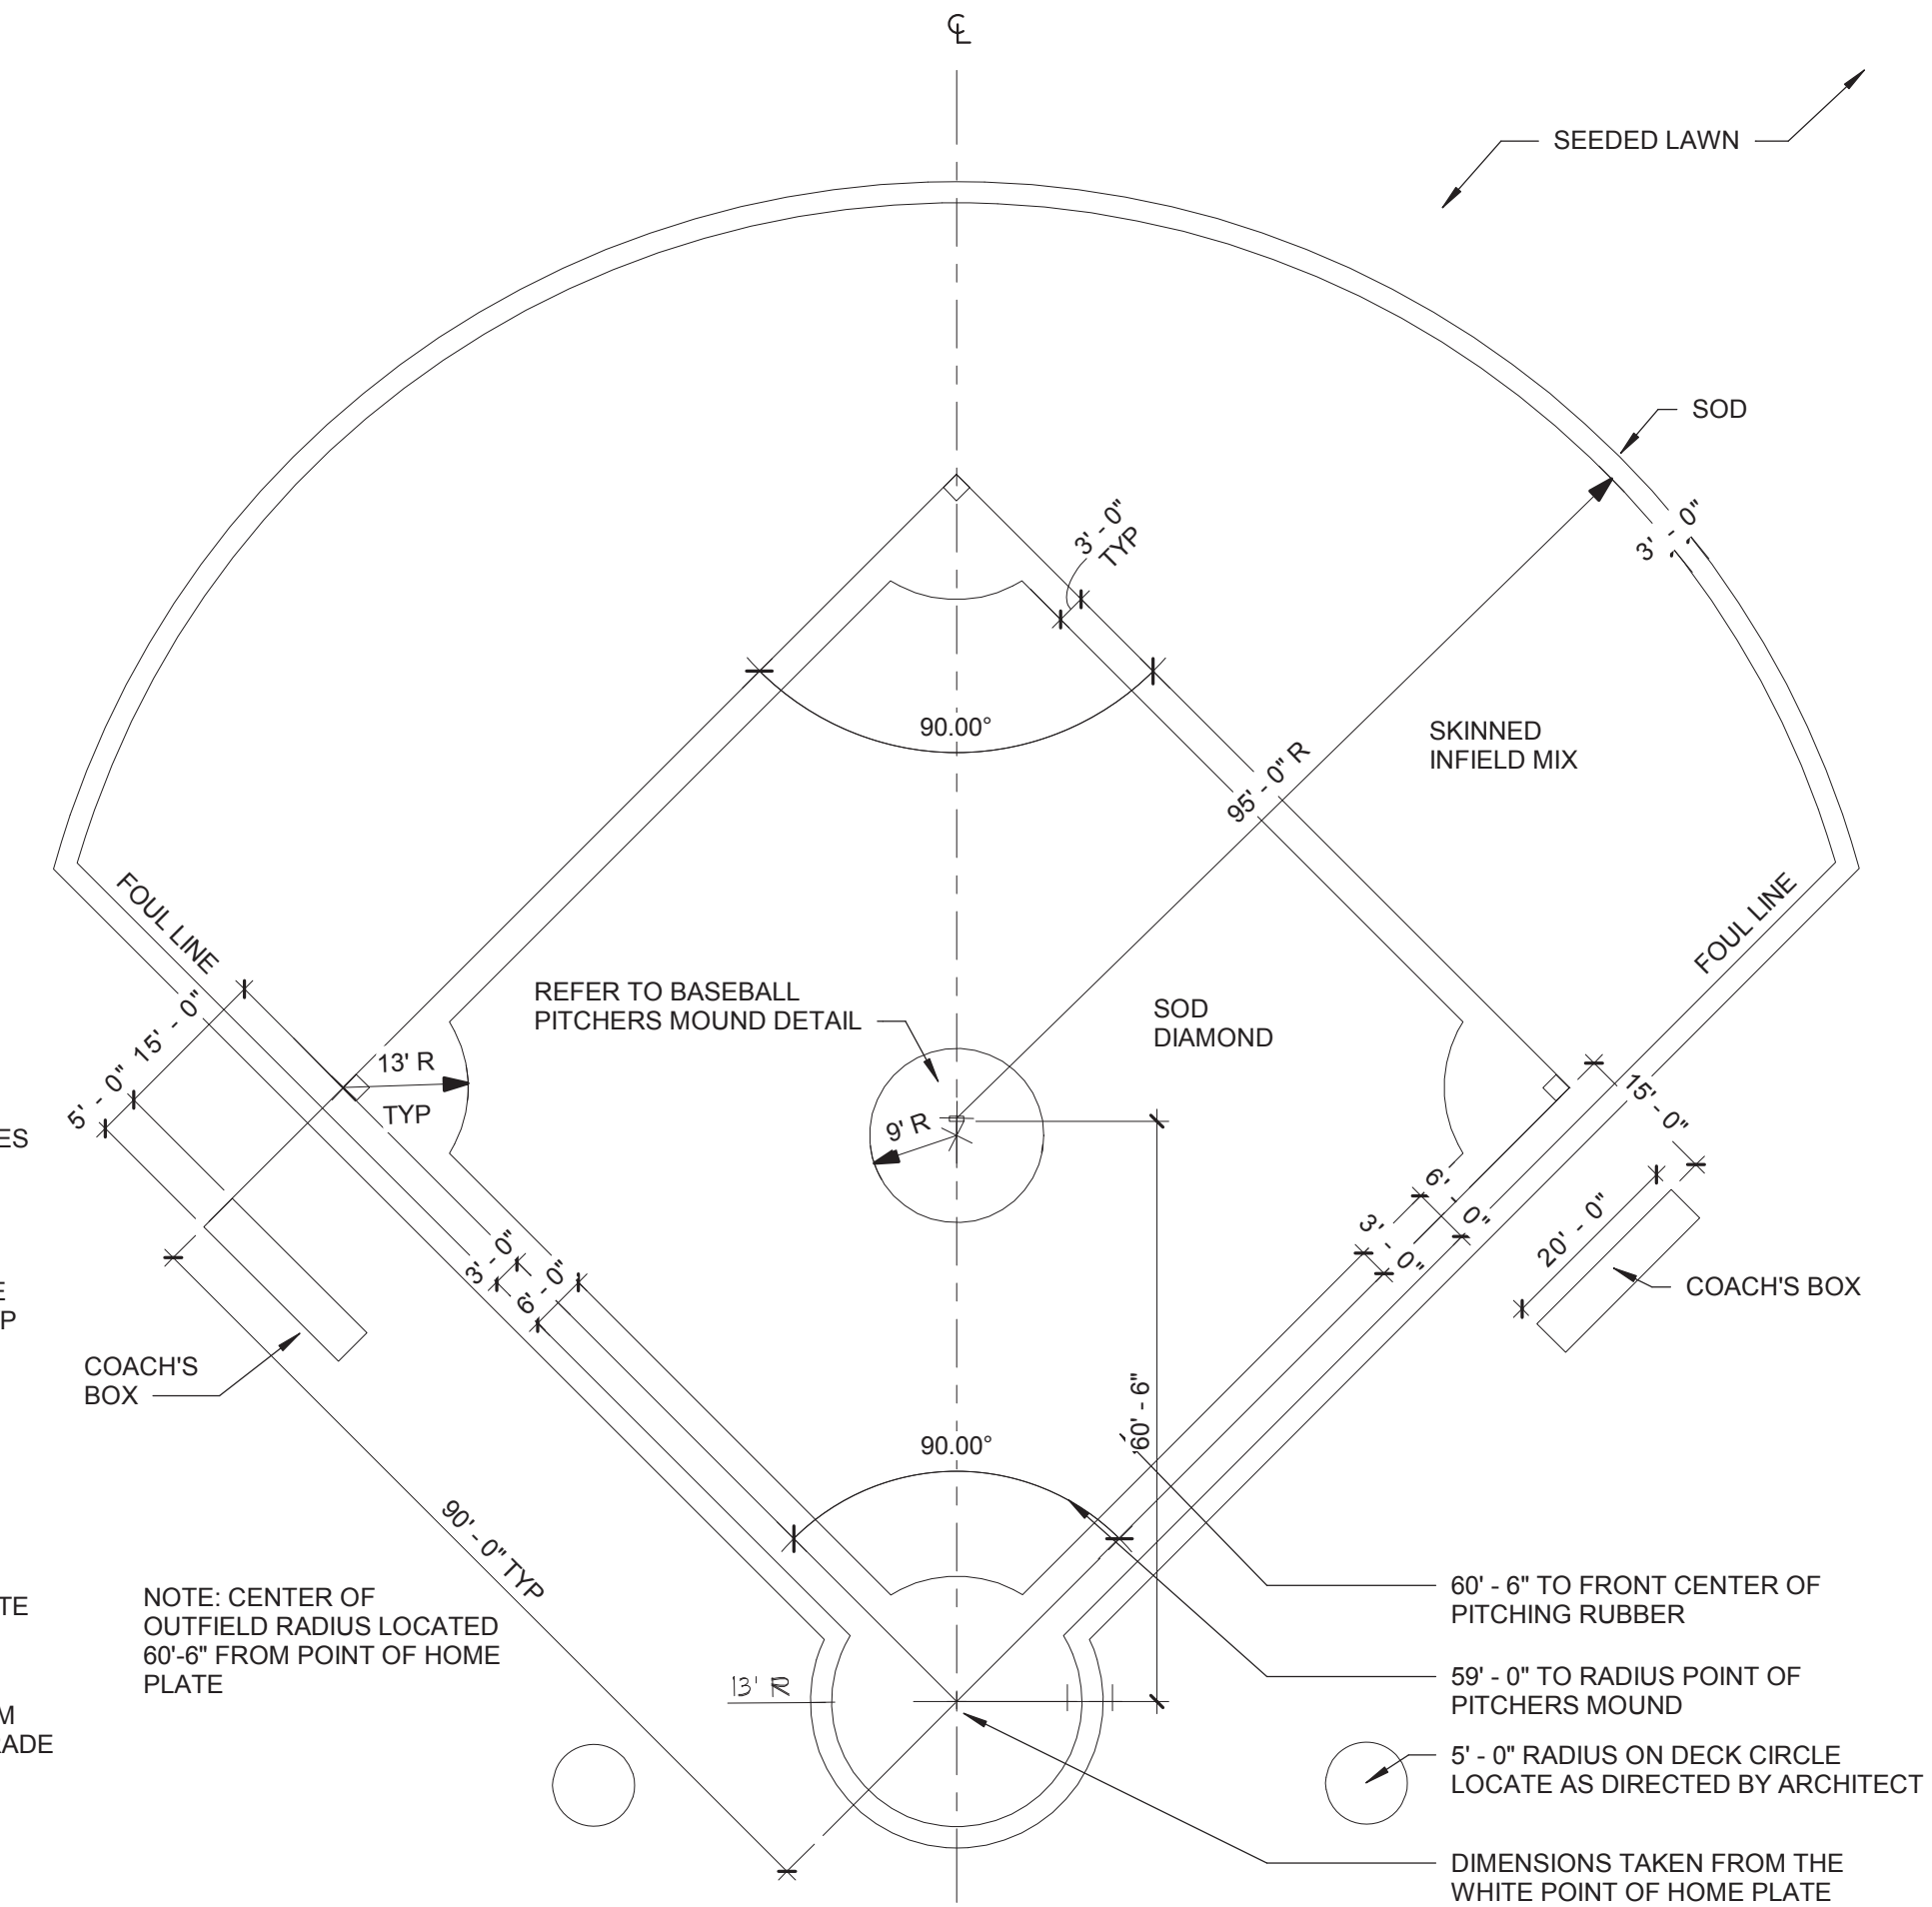 ℄
SEEDED LAWN
SOD
3' - 0"
3' - 0"
TYP
90.00°
SKINNED
INFIELD MIX
95' - 0" R
FOUL LINE
FOUL LINE
REFER TO BASEBALL
PITCHERS MOUND DETAIL
SOD
DIAMOND
15' - 0"
5' - 0"
13' R
TYP
9' R
15' - 0"
6' - 0"
3' - 0"
20' - 0"
COACH'S BOX
3' - 0"
6' - 0"
ES
E
P
COACH'S
BOX
60' - 6"
90.00°
90' - 0" TYP
TE
NOTE: CENTER OF
OUTFIELD RADIUS LOCATED
60'-6" FROM POINT OF HOME
PLATE
60' - 6" TO FRONT CENTER OF
PITCHING RUBBER
13' R
59' - 0" TO RADIUS POINT OF
PITCHERS MOUND
M
RADE
5' - 0" RADIUS ON DECK CIRCLE
LOCATE AS DIRECTED BY ARCHITECT
DIMENSIONS TAKEN FROM THE
WHITE POINT OF HOME PLATE